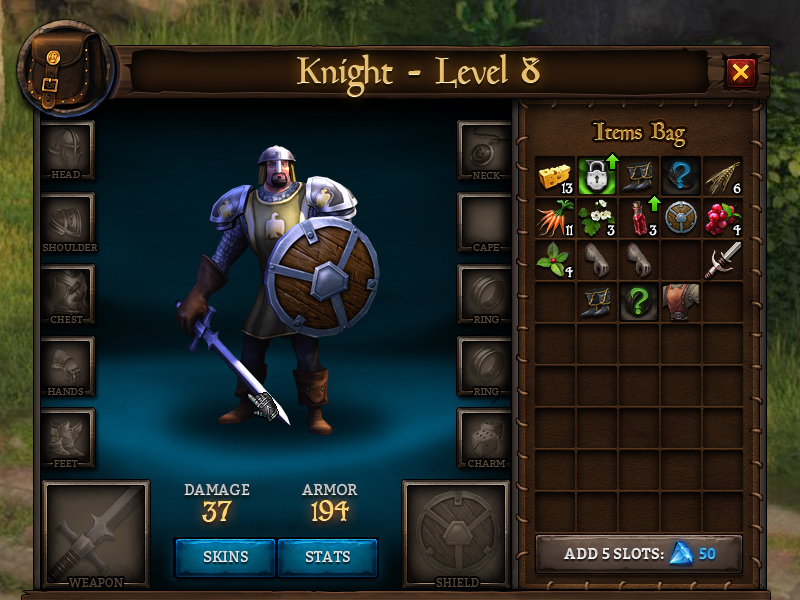 Knight - Level 8
Items Bag
HEAD
NECK
13
6
SHOULDER
CAPE
11
3
3
4
CHEST
RING
4
HANDS
RING
FEET
CHARM
DAMAGE
ARMOR
37
194
SKINS
STATS
WEAPON
SHIELD
ADD 5 SLOTS: 50